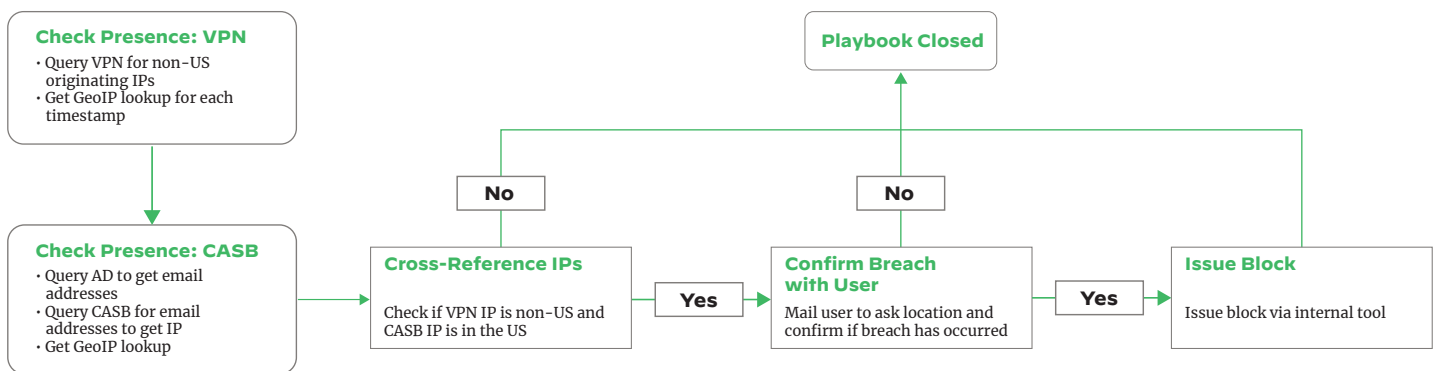 Check Presence: VPN
· Query VPN for non-US
originating IPs
· Get GeoIP lookup for each
timestamp
Playbook Closed
No
No
Check Presence: CASB
· Query AD to get email
addresses
· Query CASB for email
addresses to get IP
· Get GeoIP lookup
Cross-Reference IPs
Check if VPN IP is non-US and
CASB IP is in the US
Yes
Confirm Breach
with User
Mail user to ask location and
confirm if breach has occurred
Yes
Issue Block
Issue block via internal tool